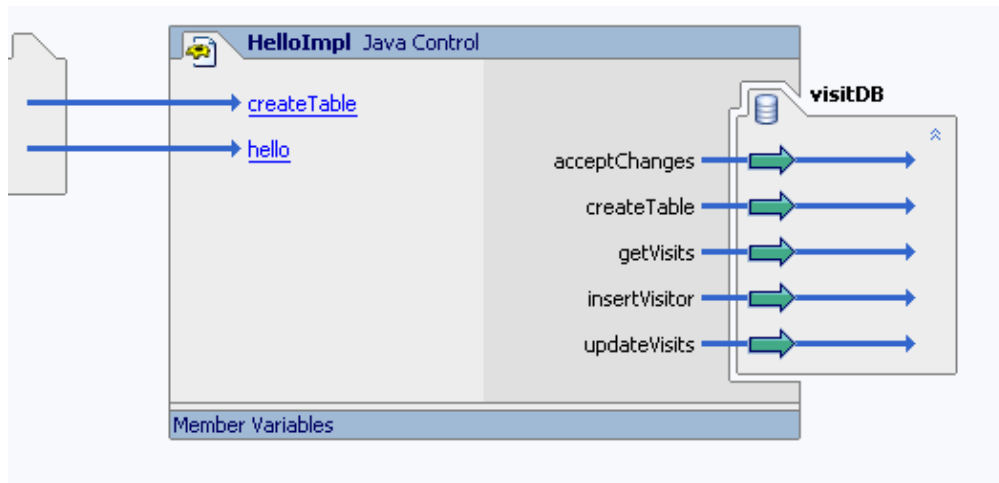 HelloImpl Java Control
createTable
hello
visitDB
acceptChanges
createTable
getVisits
insertVisitor
updateVisits
Member Variables